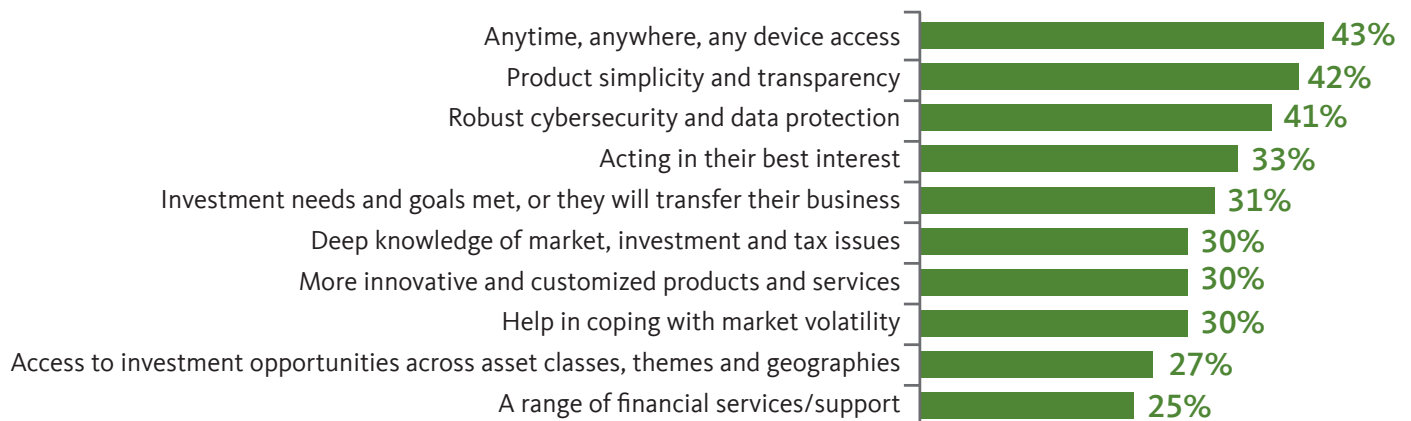 Anytime, anywhere, any device access 43%
Product simplicity and transparency 42%
Robust cybersecurity and data protection 41%
Acting in their best interest 33%
Investment needs and goals met, or they will transfer their business 31%
Deep knowledge of market, investment and tax issues 30%
More innovative and customized products and services 30%
Help in coping with market volatility 30%
Access to investment opportunities across asset classes, themes and geographies 27%
A range of financial services/support 25%